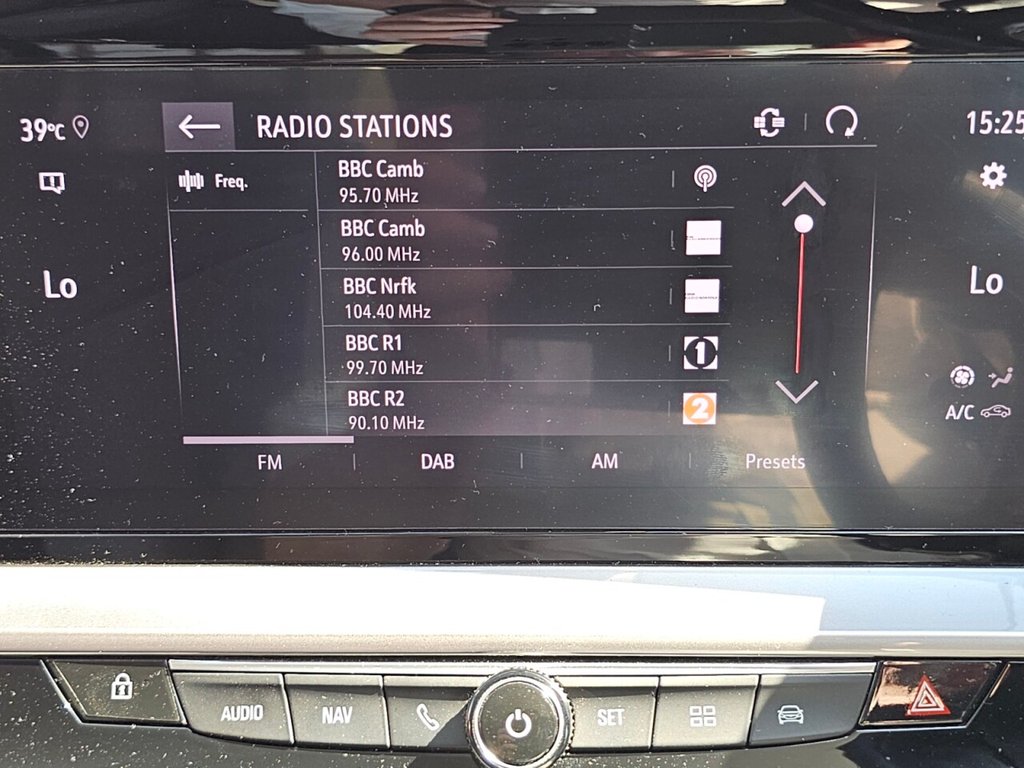 39°C
RADIO STATIONS
15:25
Freq.
BBC Camb
95.70 MHz
BBC Camb
96.00 MHz
BBC Nrfk
104.40 MHz
BBC R1
99.70 MHz
1
BBC R2
90.10 MHz
2
Lo
Lo
A/C
FM
DAB
AM
Presets
AUDIO
NAV
SET